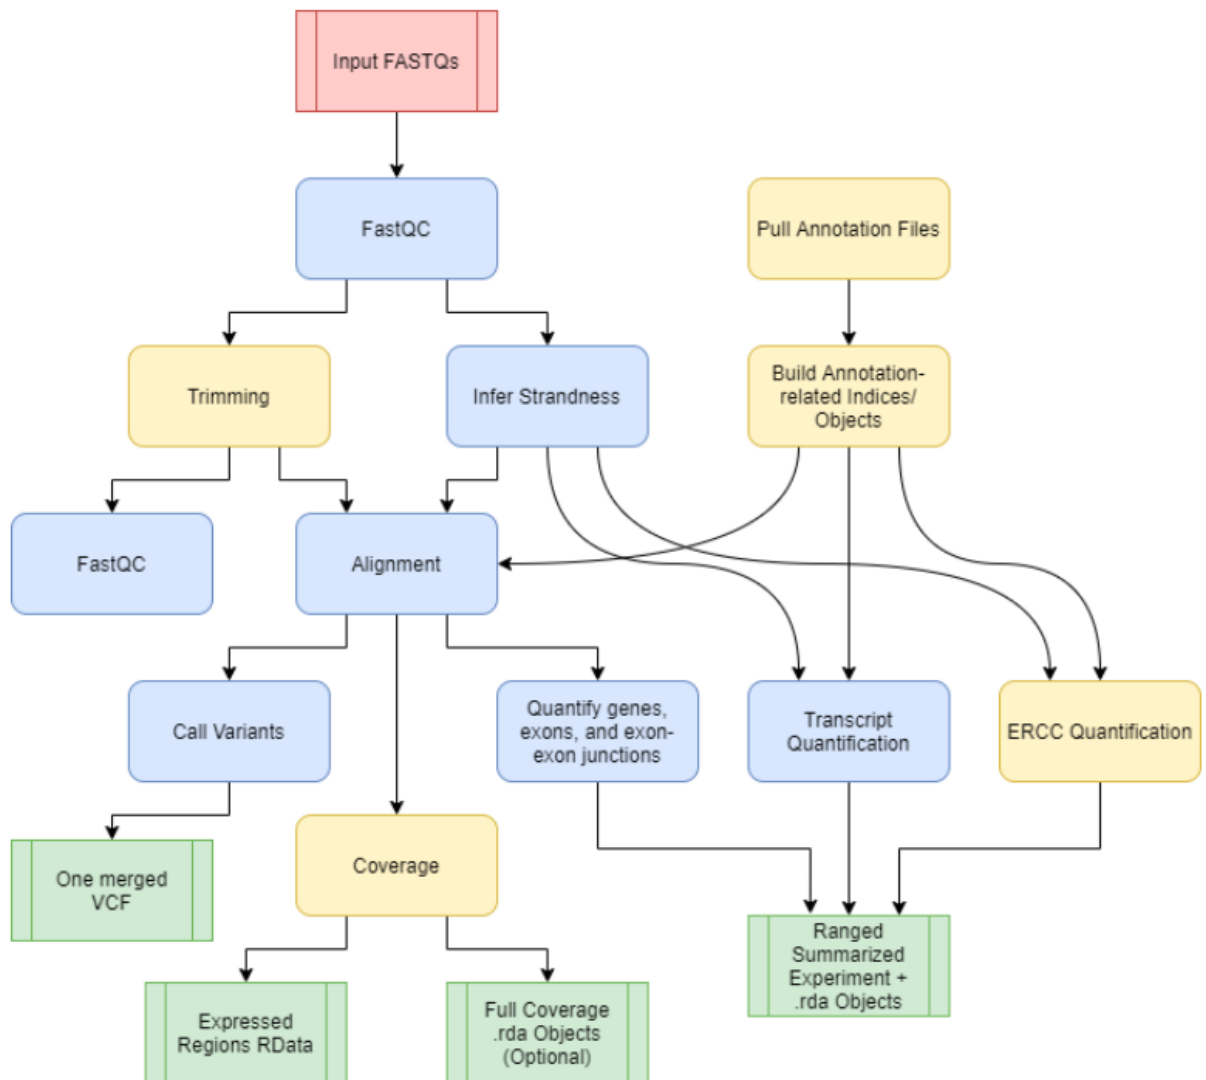 Input FASTQs
FastQC
Pull Annotation Files
Trimming
Infer Strandness
Build Annotation-
related Indices/
Objects
FastQC
Alignment
Call Variants
Quantify genes,
exons, and exon-
exon junctions
Transcript
Quantification
ERCC Quantification
One merged
VCF
Coverage
Ranged
Summarized
Experiment +
.rda Objects
Expressed
Regions RData
Full Coverage
.rda Objects
(Optional)